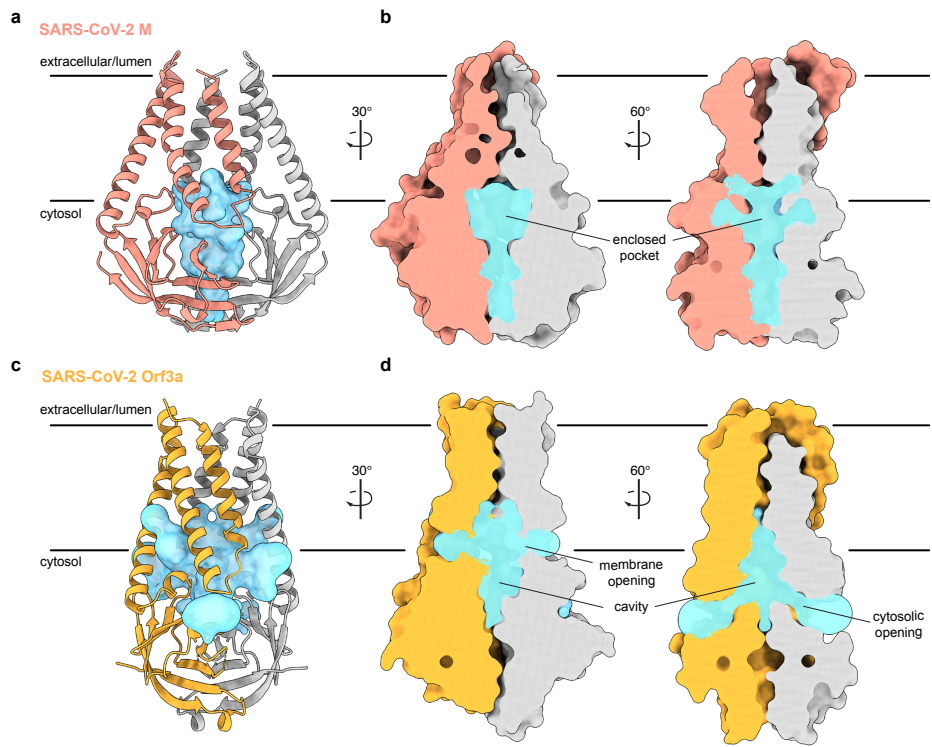 a
SARS-CoV-2 M
extracellular/lumen
cytosol
30°
b
60°
enclosed
pocket
c
SARS-CoV-2 Orf3a
extracellular/lumen
cytosol
30°
d
60°
membrane
opening
cavity
cytosolic
opening